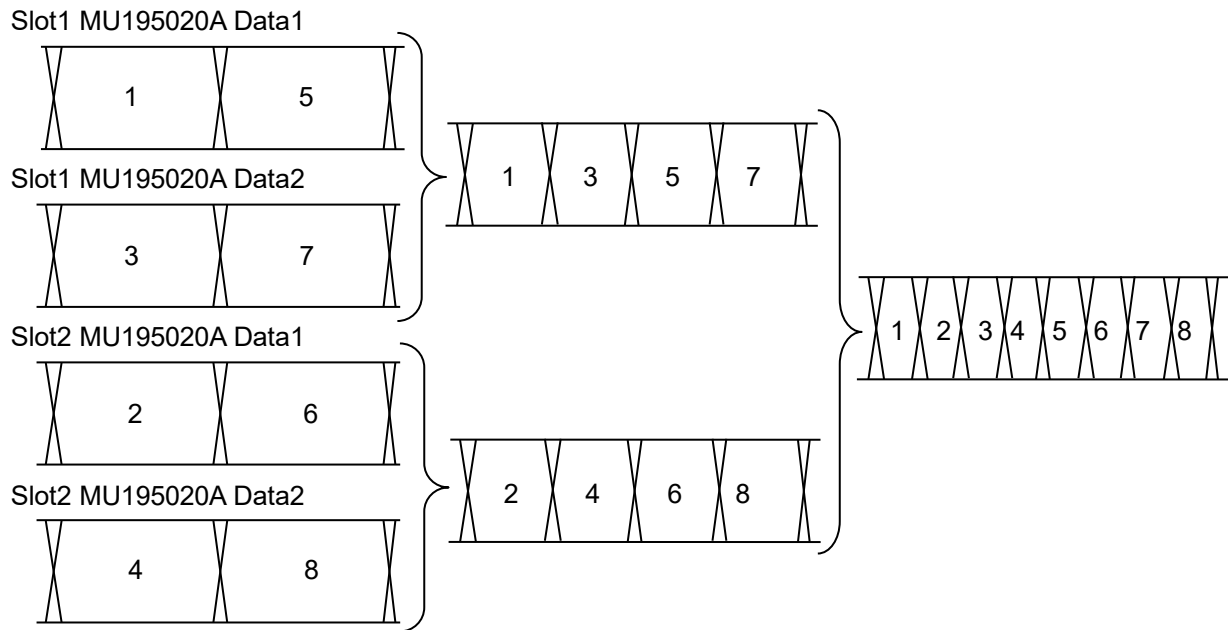 Slot1 MU195020A Data1
1 5
Slot1 MU195020A Data2
3 7
Slot2 MU195020A Data1
2 6
Slot2 MU195020A Data2
4 8
1 3 5 7
2 4 6 8
1 2 3 4 5 6 7 8